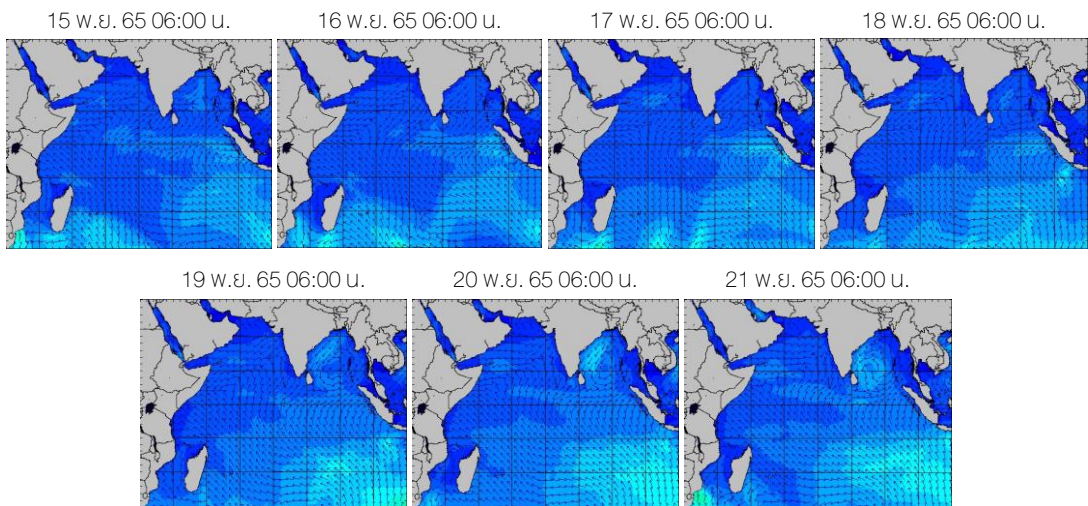 15 พ.ย. 65 06:00 น.
16 พ.ย. 65 06:00 น.
17 พ.ย. 65 06:00 น.
18 พ.ย. 65 06:00 น.
19 พ.ย. 65 06:00 น.
20 พ.ย. 65 06:00 น.
21 พ.ย. 65 06:00 น.